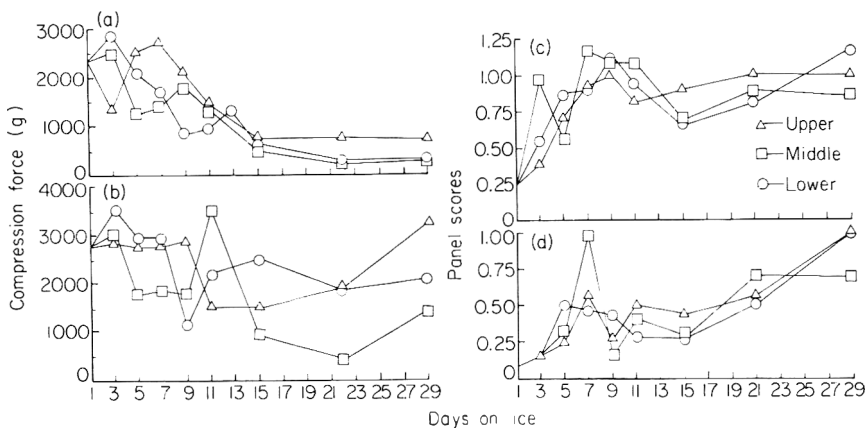 (a)
3000
2000
1000
0
(b)
4000
3000
2000
1000
0
1 3 5 7 9 11 13 15 17 19 21 23 25 27 29
Compression force (g)
(c)
1.25
1.00
0.75
0.50
0.25
0
Upper
Middle
Lower
(d)
1.00
0.75
0.50
0.25
0
1 3 5 7 9 11 13 15 17 19 21 23 25 27 29
Panel scores
Days on ice